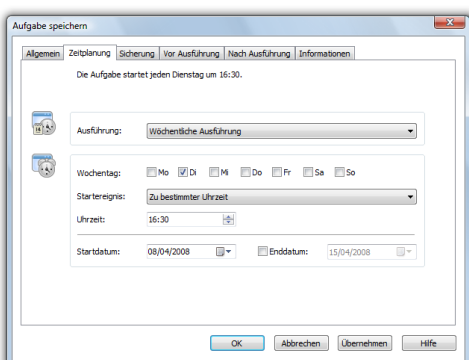 Aufgabe speichern
Allgemein Zeitplanung Sicherung Vor Ausführung Nach Ausführung Informationen
Die Aufgabe startet jeden Dienstag um 16:30.
Ausführung: Wöchentliche Ausführung
Wochentag: Mo Di Mi Do Fr Sa So
Startereignis: Zu bestimmter Uhrzeit
Uhrzeit: 16:30
Startdatum: 08/04/2008 Enddatum: 15/04/2008
OK Abbrechen Übernehmen Hilfe